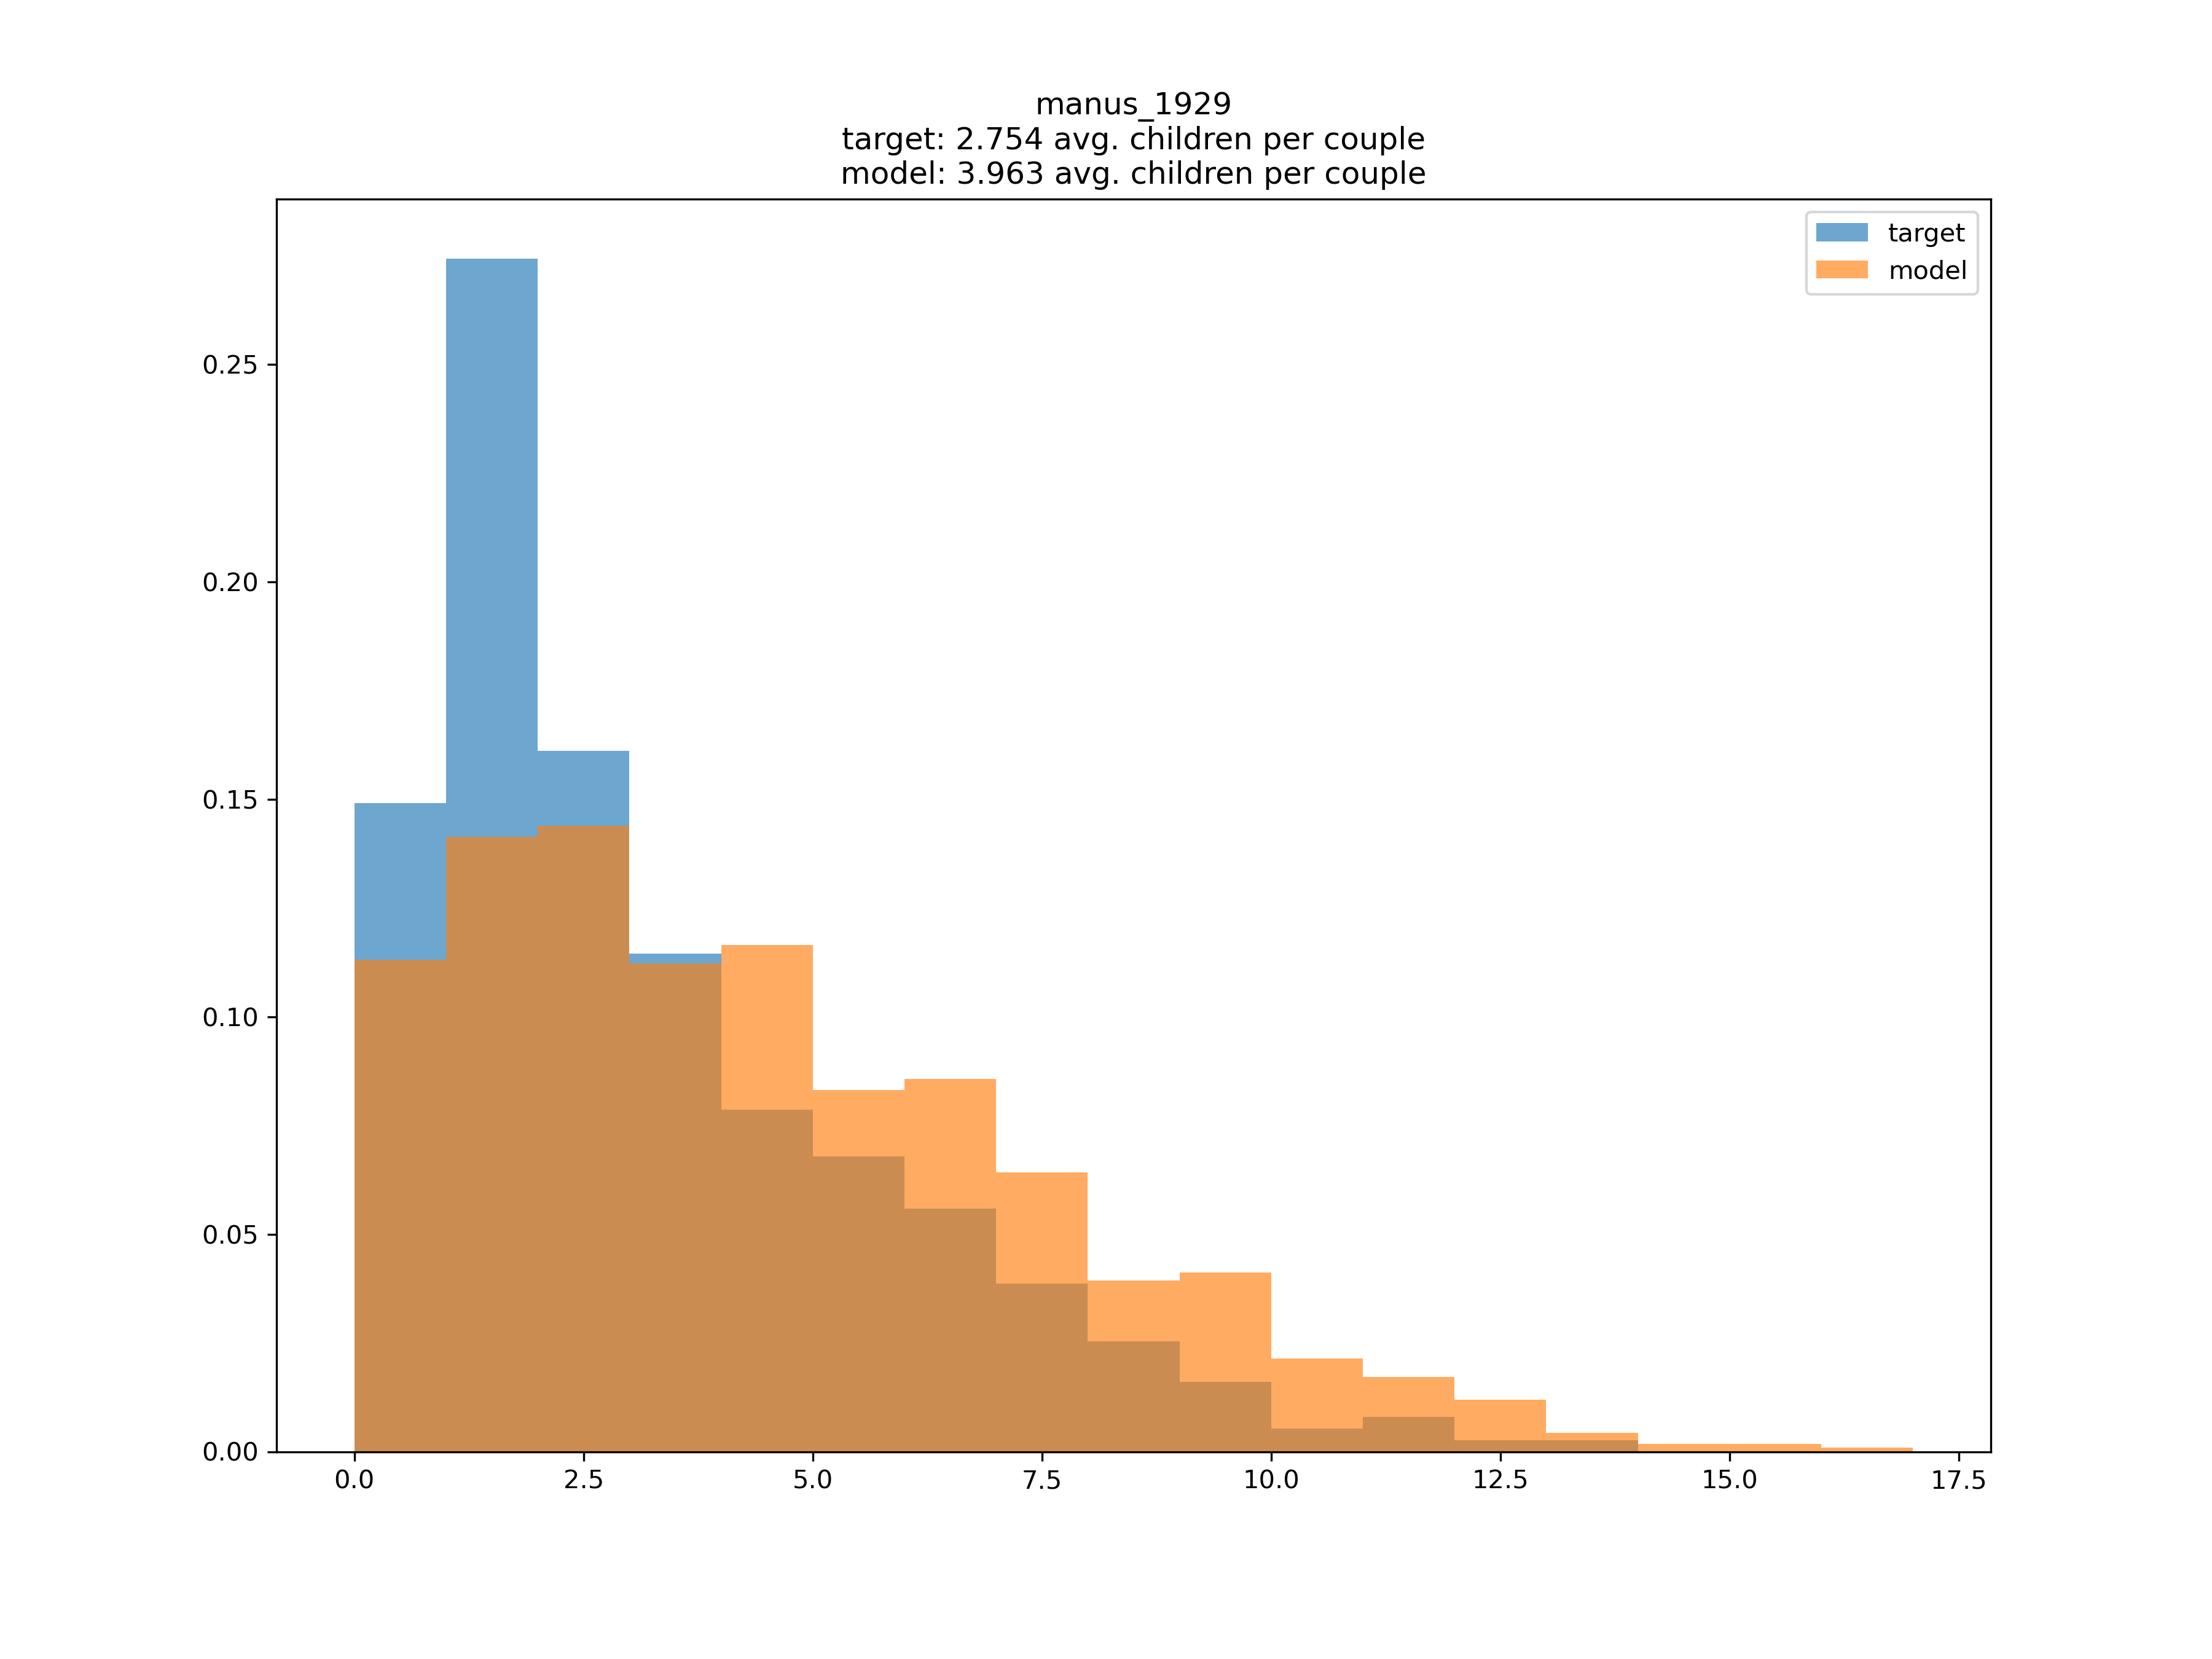 manus_1929
target: 2.754 avg. children per couple
model: 3.963 avg. children per couple
target
model
0.25
0.20
0.15
0.10
0.05
0.00
0.0 2.5 5.0 7.5 10.0 12.5 15.0 17.5